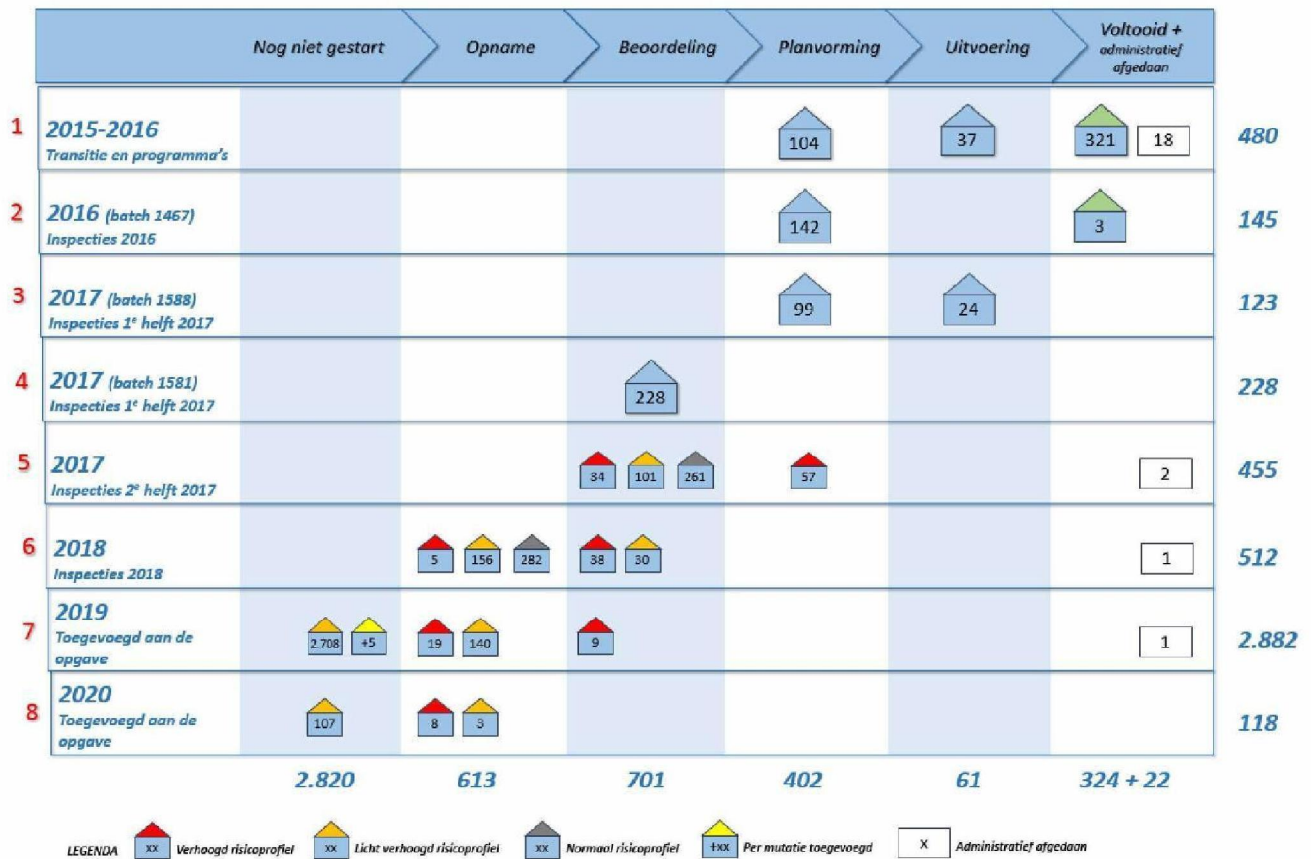 Nog niet gestart Opname Beoordeling Planvorming Uitvoering Voltooid +
administratief
afgedaan
1 2015-2016
Transitie en programma's
104 37 321 18 480
2 2016 (batch 1467)
Inspecties 2016
142 3 145
3 2017 (batch 1588)
Inspecties 1e helft 2017
99 24 123
4 2017 (batch 1581)
Inspecties 1e helft 2017
228 228
5 2017
Inspecties 2e helft 2017
34 101 261 57 2 455
6 2018
Inspecties 2018
5 156 282 38 30 1 512
7 2019
Toegevoegd aan de
opgave
2.708 +5 19 140 9 1 2.882
8 2020
Toegevoegd aan de
opgave
107 8 3 118
2.820 613 701 402 61 324 + 22
LEGENDA xx Verhoogd risicoprofiel xx Licht verhoogd risicoprofiel xx Normaal risicoprofiel +xx Per mutatie toegevoegd X Administratief afgedaan